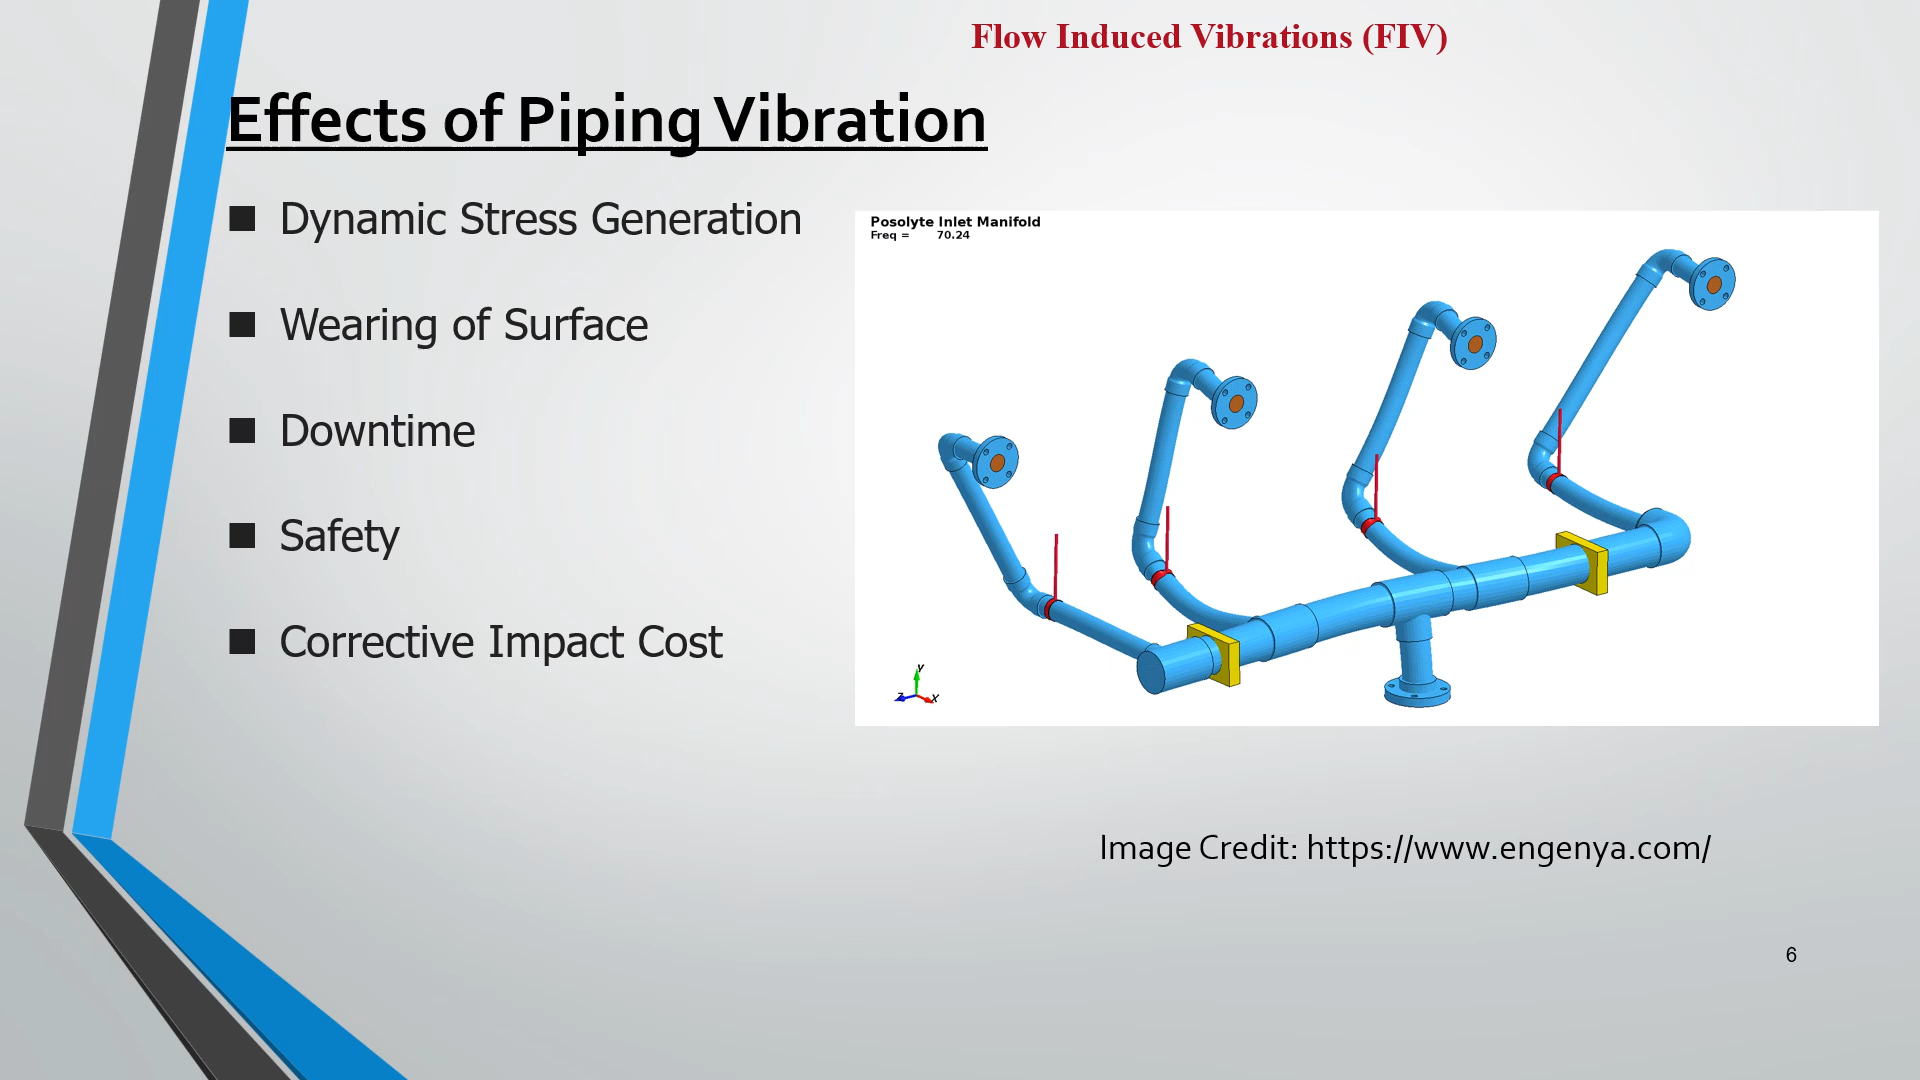 Flow Induced Vibrations (FIV)
Effects of Piping Vibration
■ Dynamic Stress Generation
■ Wearing of Surface
■ Downtime
■ Safety
■ Corrective Impact Cost
Posolyte Inlet Manifold
Freq = 70.24
Y
Z
X
Image Credit: https://www.engenya.com/
6